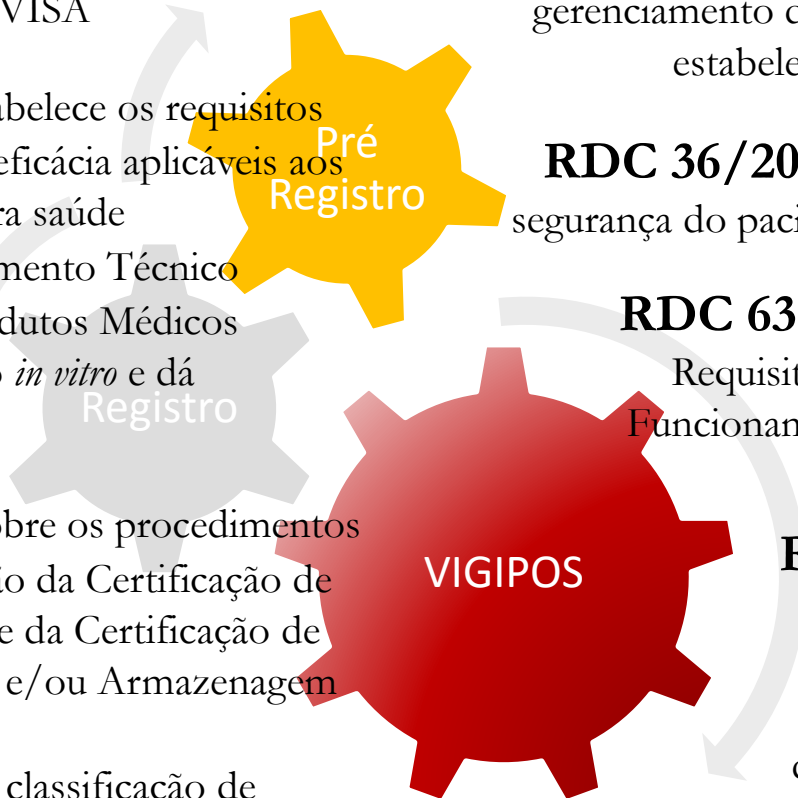 VISA
abelece os requisitos
eficácia aplicáveis aos
ra saúde
mento Técnico
dutos Médicos
o in vitro e dá
obre os procedimentos
ão da Certificação de
e da Certificação de
e/ou Armazenagem
classificação de
Pré
Registro
Registro
VIGIPOS
gerenciamento d
estabele
RDC 36/20
segurança do paci
RDC 63
Requisit
Funcionam